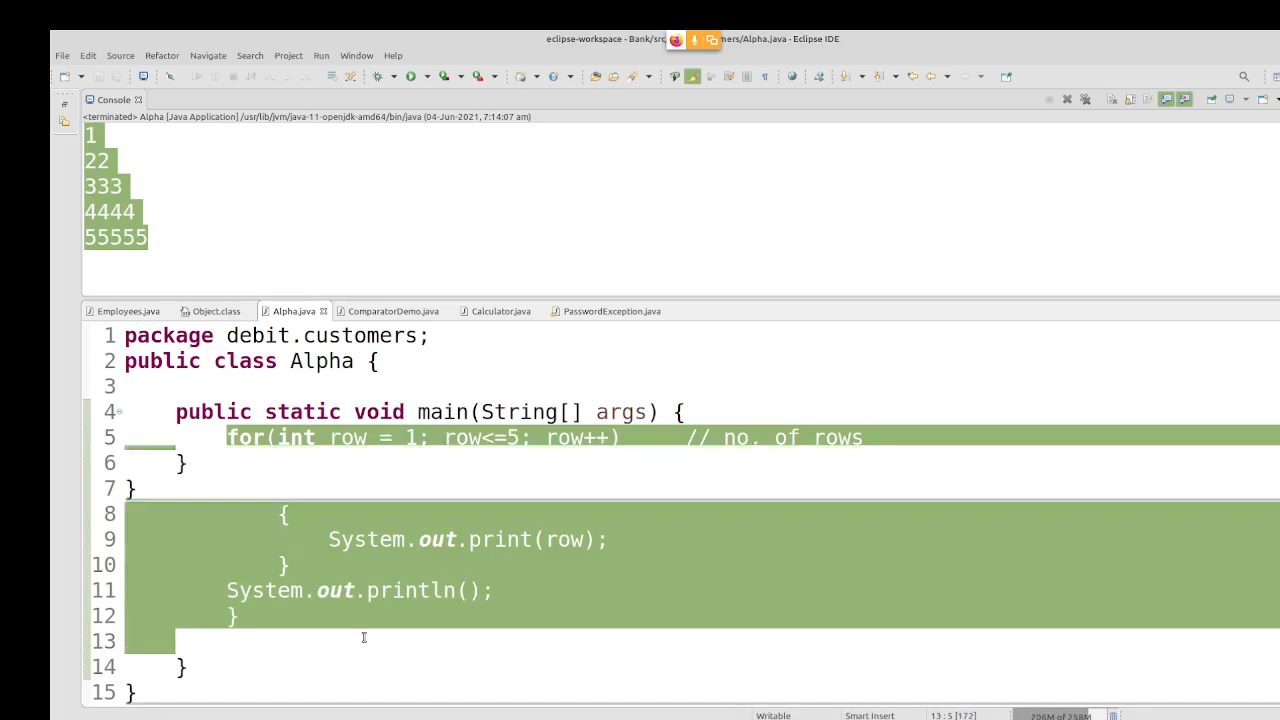 eclipse-workspace - Bank/src mers/Alpha.java - Eclipse IDE
File Edit Source Refactor Navigate Search Project Run Window Help
Console
<terminated> Alpha [Java Application] /usr/lib/jvm/java-11-openjdk-amd64/bin/java (04-Jun-2021, 7:14:07 am)
1
22
333
4444
55555
Employees.java Object.class Alpha.java ComparatorDemo.java Calculator.java PasswordException.java
1 package debit.customers;
2 public class Alpha {
3
4 public static void main(String[] args) {
5 for(int row = 1; row<=5; row++) // no. of rows
6 }
7 }
8 {
9 System.out.print(row);
10 }
11 System.out.println();
12 }
13
14 }
15 }
Writable Smart Insert 13 : 5 [172] 206M of 258M